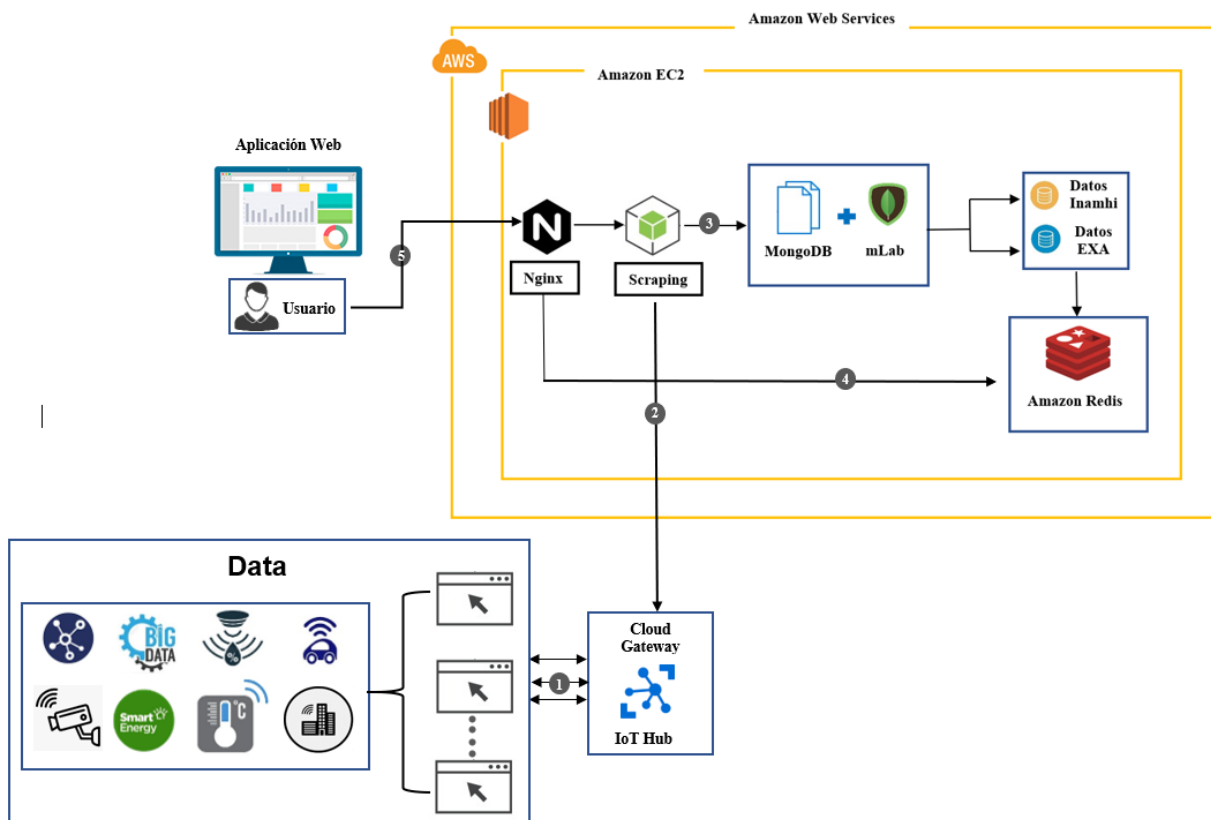 Amazon Web Services
AWS
Amazon EC2
Aplicación Web
Usuario
5
N
Nginx
Scraping
3
MongoDB
mLab
Datos
Inamhi
Datos
EXA
4
Amazon Redis
2
Data
BIG
DATA
%
Smart
Energy
°C
1
Cloud
Gateway
IoT Hub